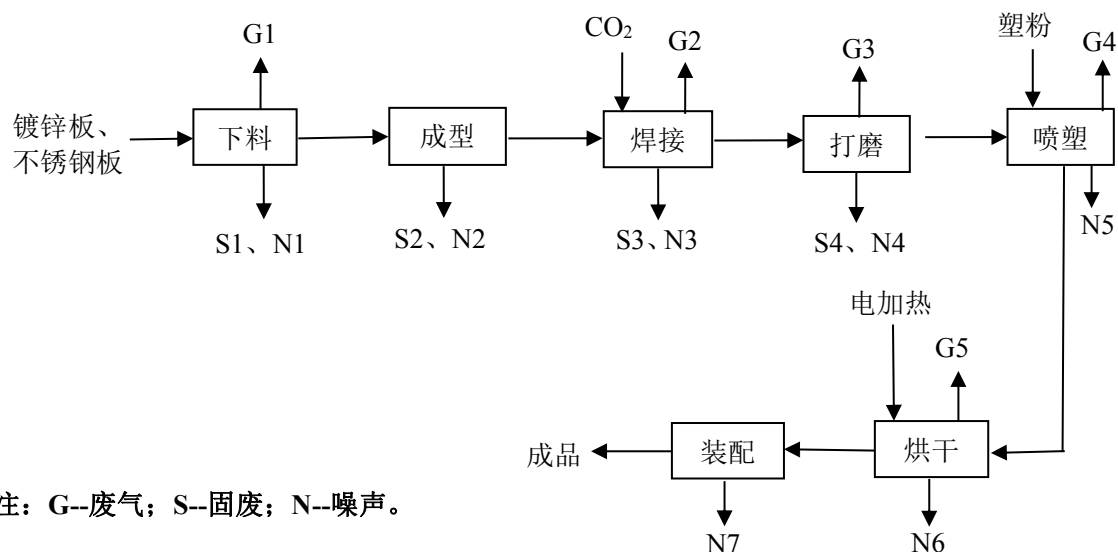 G1
CO₂
G2
G3
塑粉
G4
镀锌板、
不锈钢板
下料
成型
焊接
打磨
喷塑
S1、N1
S2、N2
S3、N3
S4、N4
N5
电加热
G5
成品
装配
烘干
注：G--废气；S--固废；N--噪声。
N7
N6